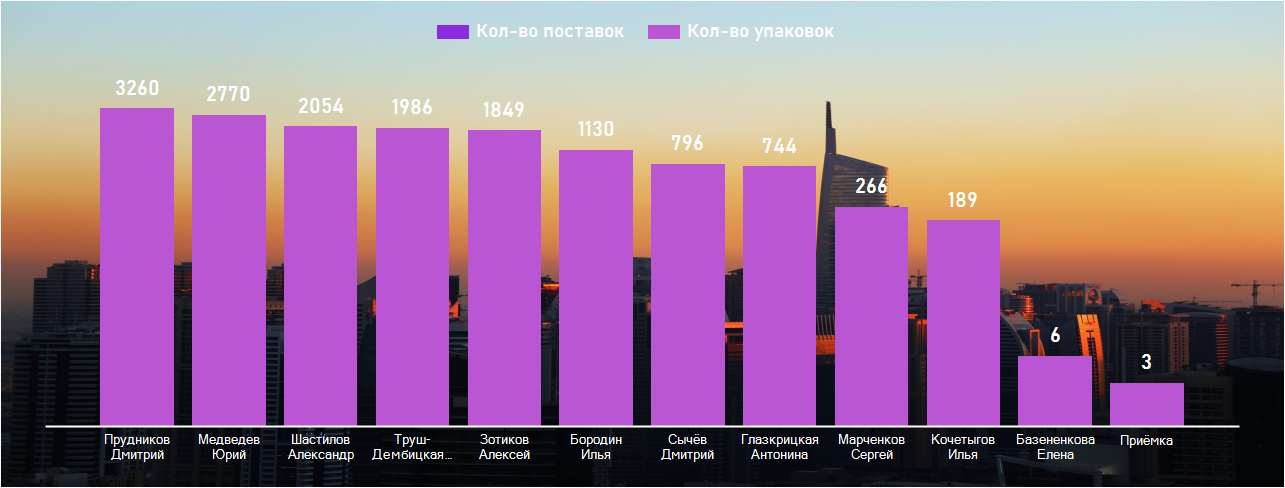 Кол-во поставок
Кол-во упаковок
3260
2770
2054
1986
1849
1130
796
744
266
189
6
3
Прудников
Дмитрий
Медведев
Юрий
Шастилов
Александр
Труш-
Дембицкая...
Зотиков
Алексей
Бородин
Илья
Сычёв
Дмитрий
Глазкрицкая
Антонина
Марченков
Сергей
Кочетыгов
Илья
Базененкова
Елена
Приёмка